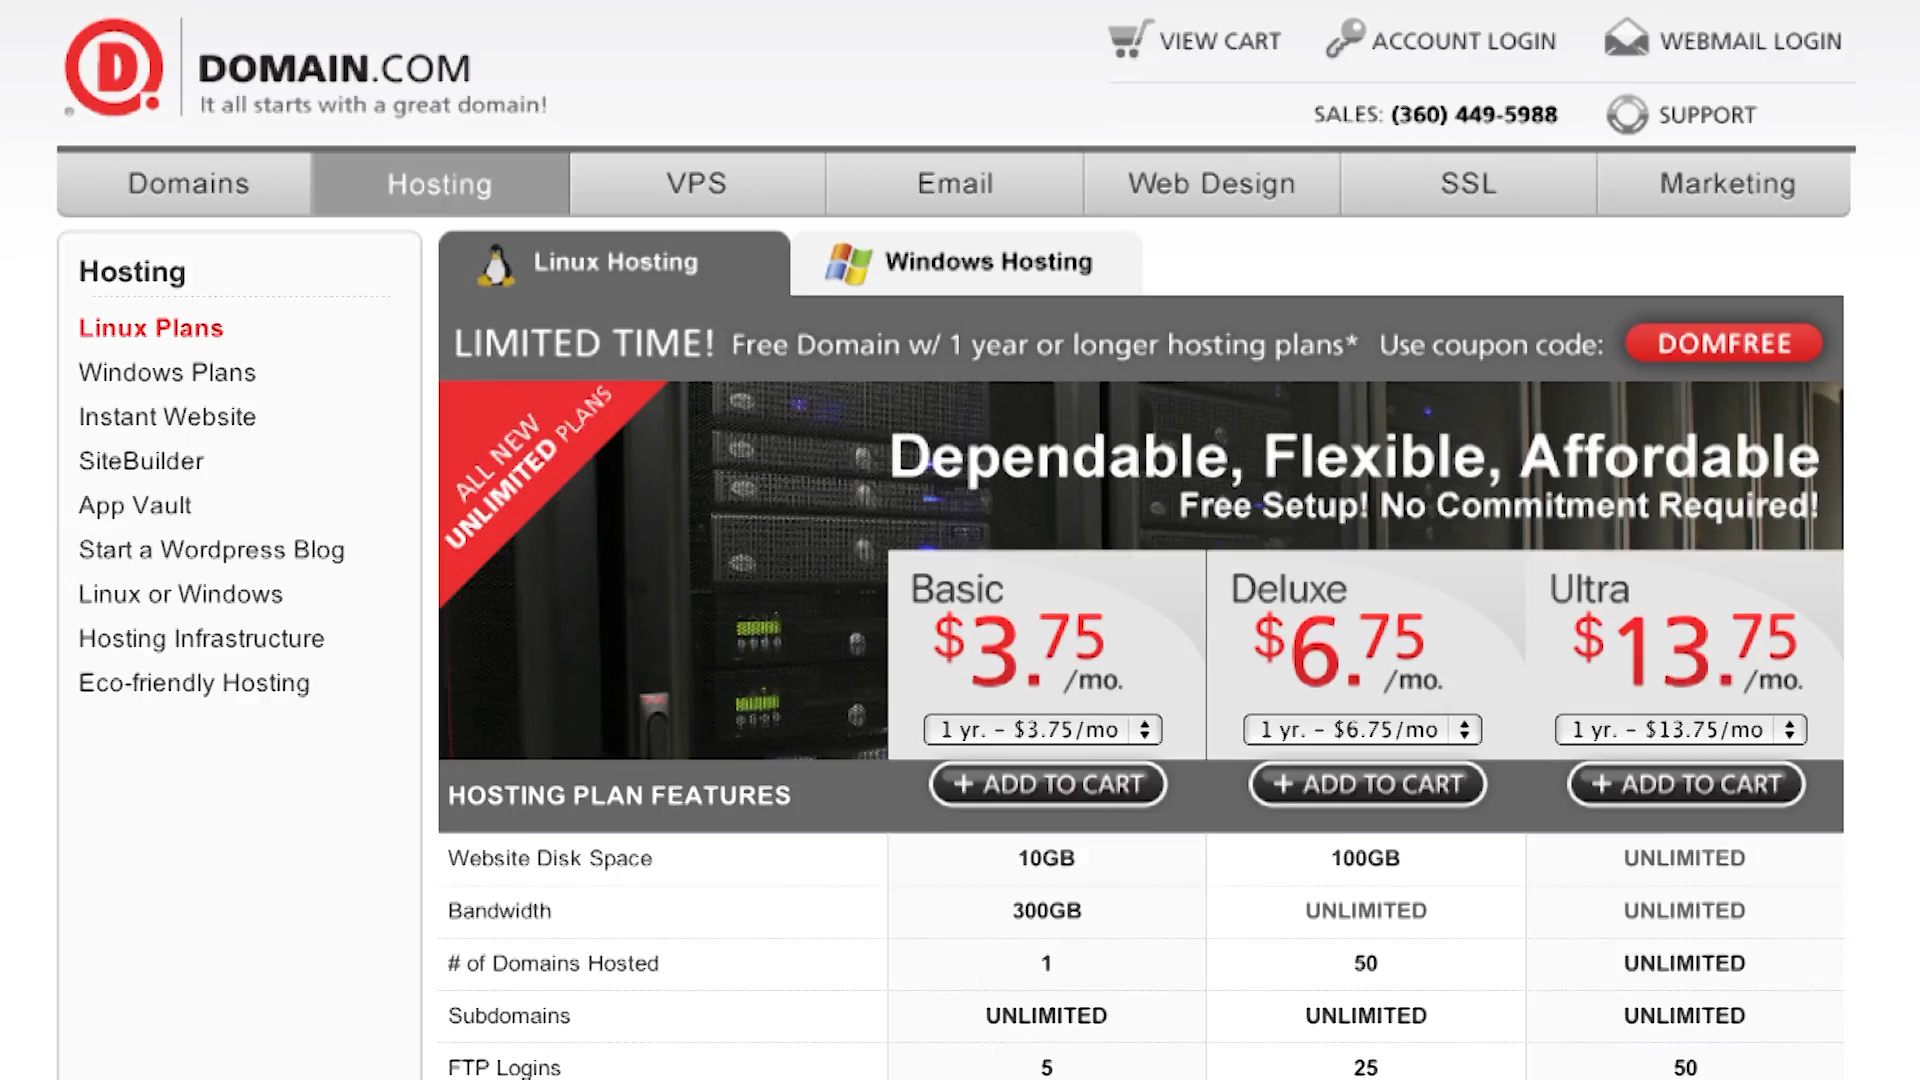 DOMAIN.COM
It all starts with a great domain!
VIEW CART
ACCOUNT LOGIN
WEBMAIL LOGIN
SALES: (360) 449-5988
SUPPORT
Domains
Hosting
VPS
Email
Web Design
SSL
Marketing
Hosting
Linux Plans
Windows Plans
Instant Website
SiteBuilder
App Vault
Start a Wordpress Blog
Linux or Windows
Hosting Infrastructure
Eco-friendly Hosting
Linux Hosting
Windows Hosting
LIMITED TIME! Free Domain w/ 1 year or longer hosting plans* Use coupon code: DOMFREE
ALL NEW
UNLIMITED PLANS
Dependable, Flexible, Affordable
Free Setup! No Commitment Required!
Basic
$3.75 /mo.
1 yr. - $3.75/mo
+ ADD TO CART
Deluxe
$6.75 /mo.
1 yr. - $6.75/mo
+ ADD TO CART
Ultra
$13.75 /mo.
1 yr. - $13.75/mo
+ ADD TO CART
HOSTING PLAN FEATURES
Website Disk Space 10GB 100GB UNLIMITED
Bandwidth 300GB UNLIMITED UNLIMITED
# of Domains Hosted 1 50 UNLIMITED
Subdomains UNLIMITED UNLIMITED UNLIMITED
FTP Logins 5 25 50